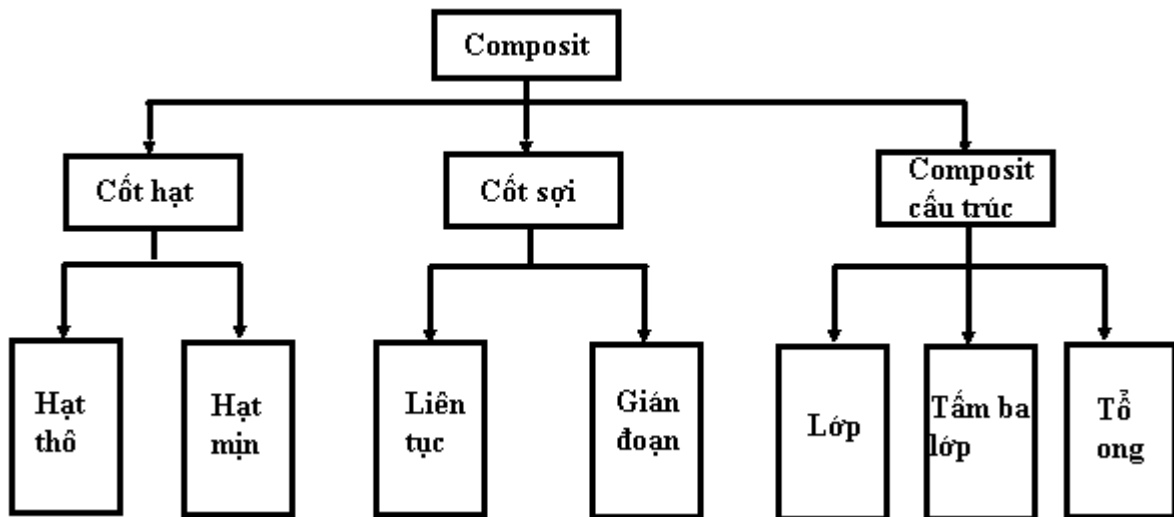 Composit
Cốt hạt
Cốt sợi
Composit
cấu trúc
Hạt
thô
Hạt
mịn
Liên
tục
Gián
đoạn
Lớp
Tấm ba
lớp
Tổ
ong